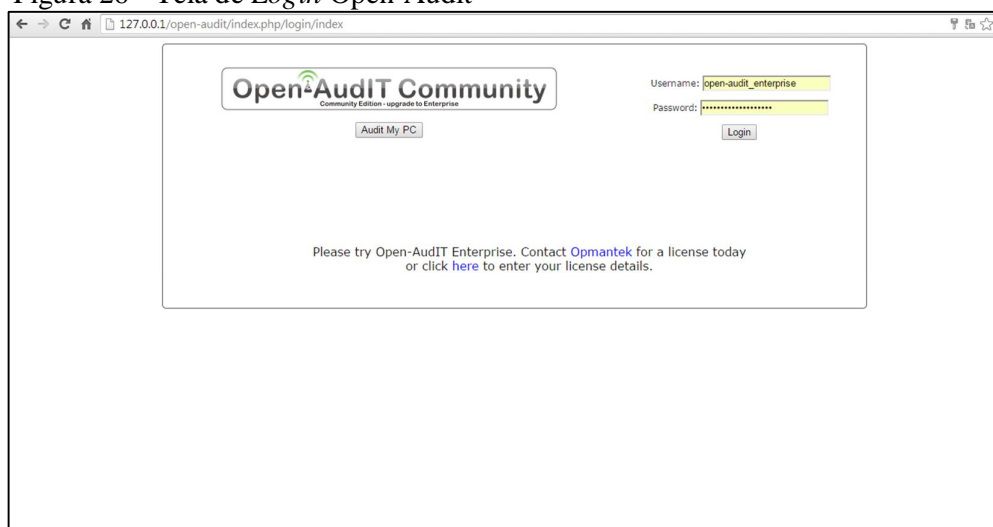 Figura 28 - Tela de Login Open-Audit
127.0.0.1/open-audit/index.php/login/index
Open-AudIT Community
Community Edition - upgrade to Enterprise
Audit My PC
Username: open-audit_enterprise
Password: ••••••••••••••••••
Login
Please try Open-AudIT Enterprise. Contact Opmantek for a license today
or click here to enter your license details.